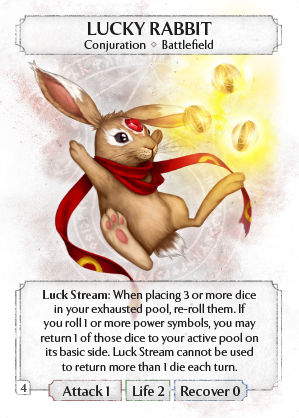 LUCKY RABBIT
Conjuration ⋄ Battlefield
Luck Stream: When placing 3 or more dice
in your exhausted pool, re-roll them. If
you roll 1 or more power symbols, you may
return 1 of those dice to your active pool on
its basic side. Luck Stream cannot be used
to return more than 1 die each turn.
4
Attack 1 Life 2 Recover 0